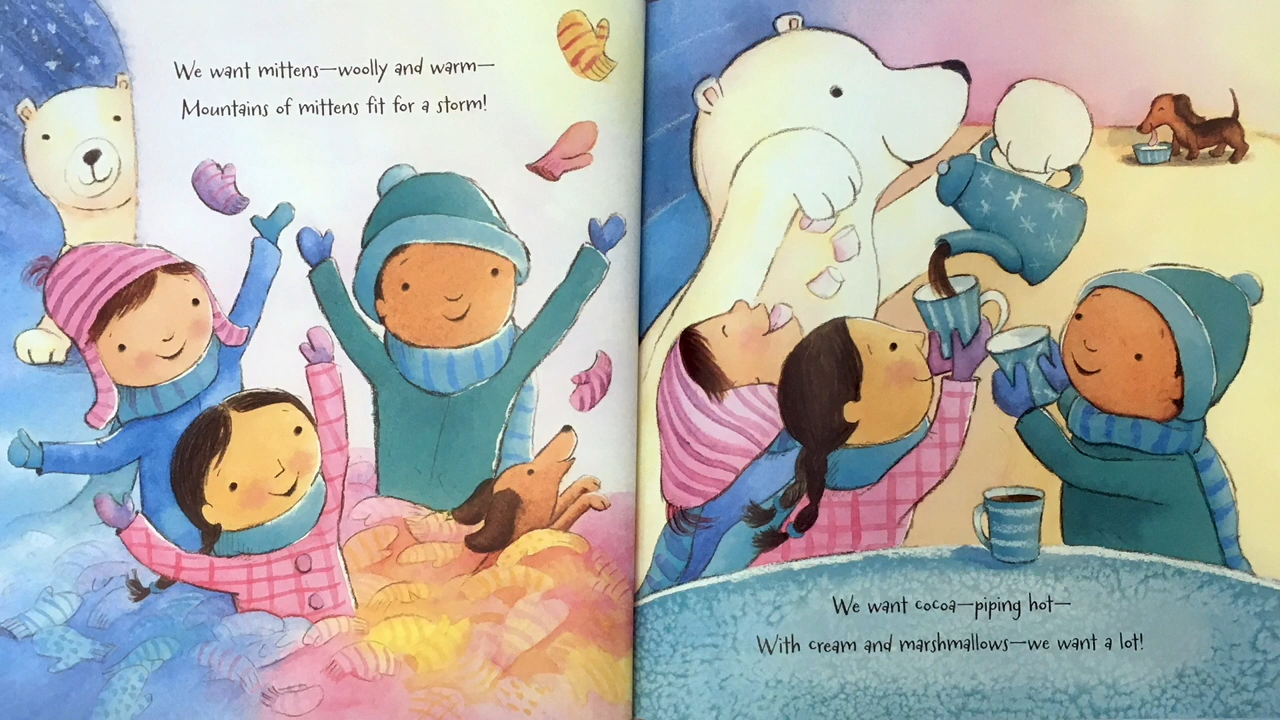 We want mittens—woolly and warm—
Mountains of mittens fit for a storm!
We want cocoa—piping hot—
With cream and marshmallows—we want a lot!